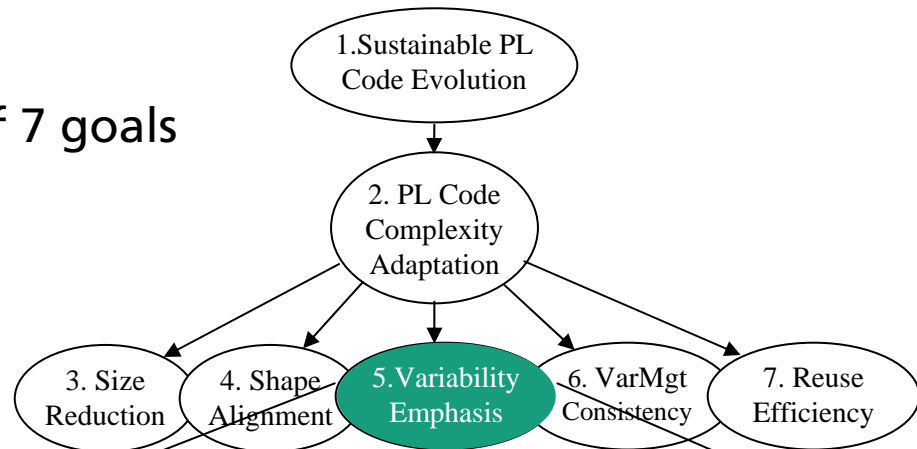 1.Sustainable PL
Code Evolution
f 7 goals
2. PL Code
Complexity
Adaptation
3. Size
Reduction
4. Shape
Alignment
5.Variability
Emphasis
6. VarMgt
Consistency
7. Reuse
Efficiency